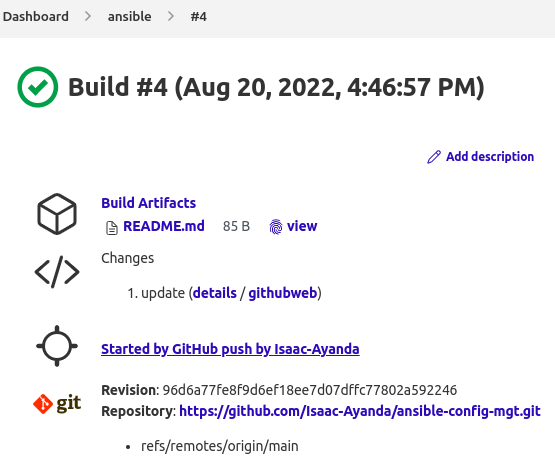 Dashboard > ansible > #4
Build #4 (Aug 20, 2022, 4:46:57 PM)
Add description
Build Artifacts
README.md 85 B view
Changes
1. update (details / githubweb)
Started by GitHub push by Isaac-Ayanda
git
Revision: 96d6a77fe8f9d6ef18ee7d07dffc77802a592246
Repository: https://github.com/Isaac-Ayanda/ansible-config-mgt.git
• refs/remotes/origin/main